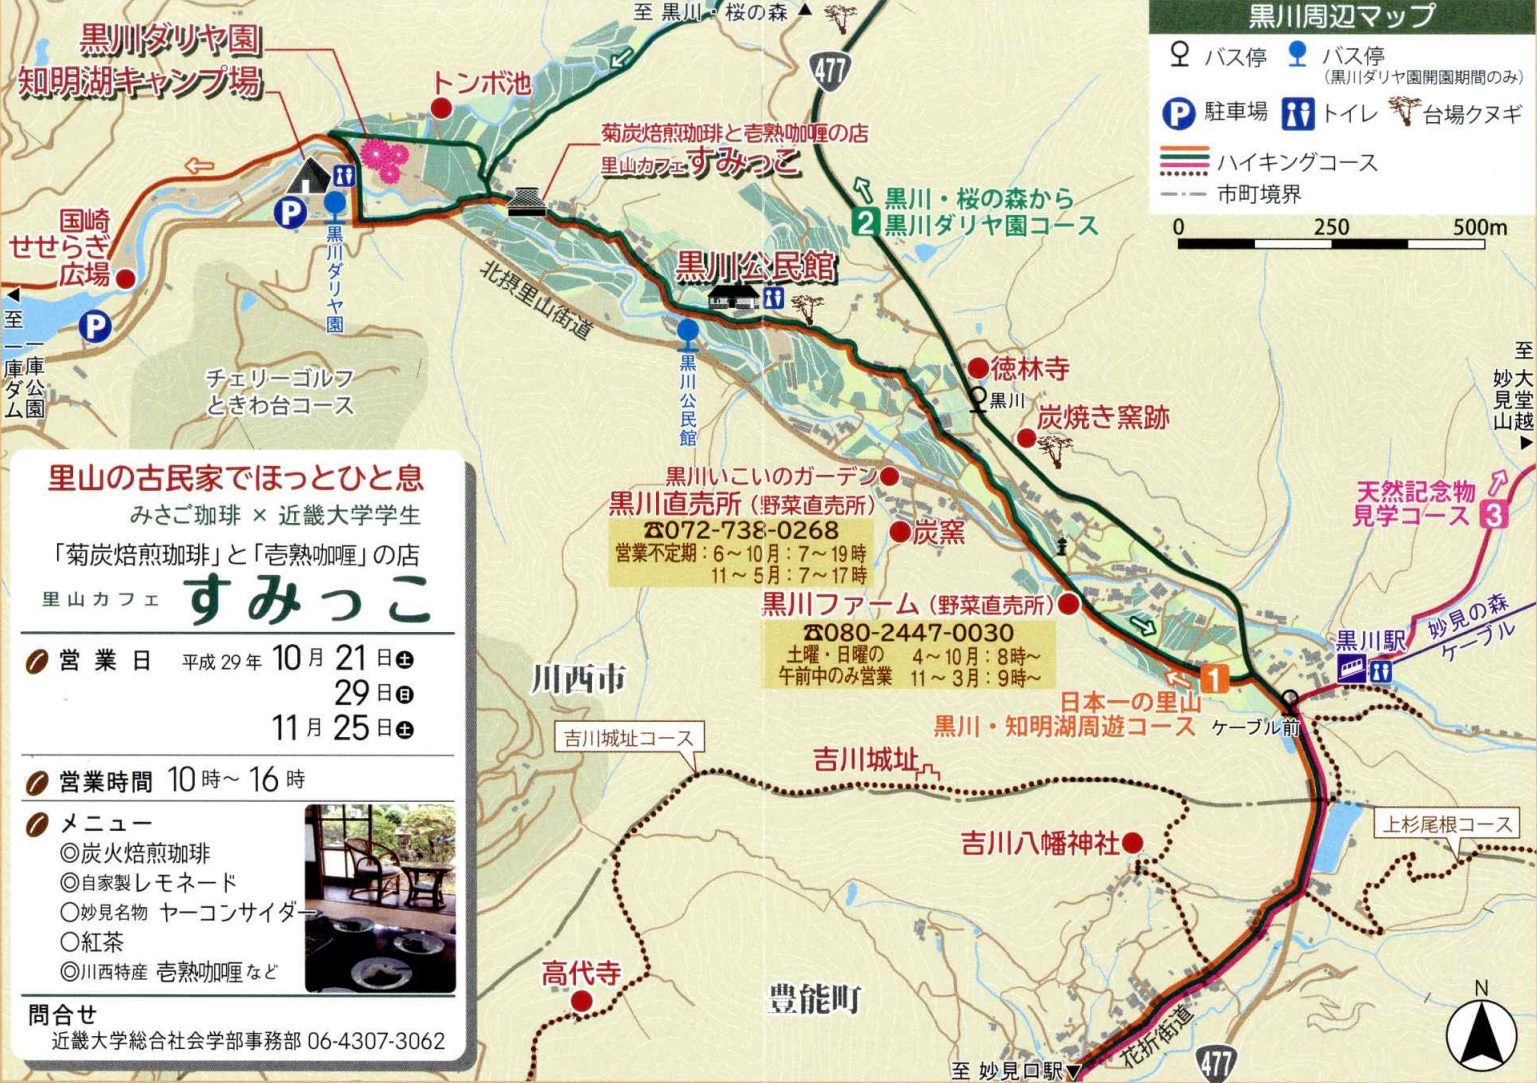 至 黒川・桜の森▲
477
黒川ダリヤ園
知明湖キャンプ場
トンボ池
菊炭焙煎珈琲と壱熟咖喱の店
里山カフェ すみっこ
黒川周辺マップ
バス停
バス停
（黒川ダリヤ園開園期間のみ）
P 駐車場
トイレ
台場クヌギ
ハイキングコース
市町境界
0 250 500m
2 黒川・桜の森から
黒川ダリヤ園コース
P
黒川ダリヤ園
国崎
せせらぎ
広場
◀至
一庫公園
一庫ダム
P
北摂里山街道
黒川公民館
黒川公民館
チェリーゴルフ
ときわ台コース
徳林寺
黒川
炭焼き窯跡
至
大堂越
妙見山
▶
天然記念物
見学コース 3
黒川いこいのガーデン
黒川直売所（野菜直売所）
☎072-738-0268
営業不定期：6～10月：7～19時
11～5月：7～17時
炭窯
黒川ファーム（野菜直売所）
☎080-2447-0030
土曜・日曜の 4～10月：8時～
午前中のみ営業 11～3月：9時～
1
日本一の里山
黒川・知明湖周遊コース
ケーブル前
黒川駅
妙見の森
ケーブル
川西市
吉川城址コース
吉川城址
吉川八幡神社
上杉尾根コース
高代寺
豊能町
花折街道
477
至 妙見口駅▼
N
里山の古民家でほっとひと息
みさご珈琲 × 近畿大学学生
「菊炭焙煎珈琲」と「壱熟咖喱」の店
里山カフェ すみっこ
営業日 平成29年 10月 21日土
29日日
11月 25日土
営業時間 10時～16時
メニュー
◎炭火焙煎珈琲
◎自家製レモネード
○妙見名物 ヤーコンサイダー
○紅茶
◎川西特産 壱熟咖喱など
問合せ
近畿大学総合社会学部事務部 06-4307-3062